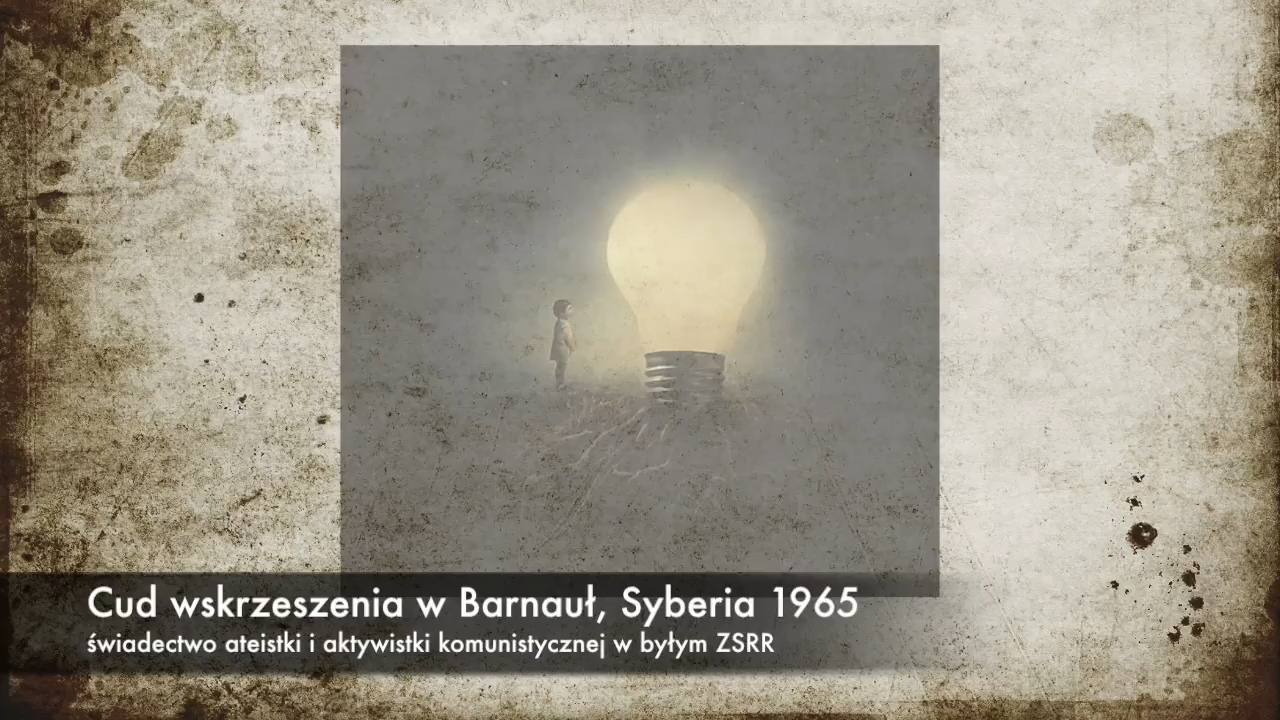 Cud wskrzeszenia w Barnauł, Syberia 1965
świadectwo ateistki i aktywistki komunistycznej w byłym ZSRR